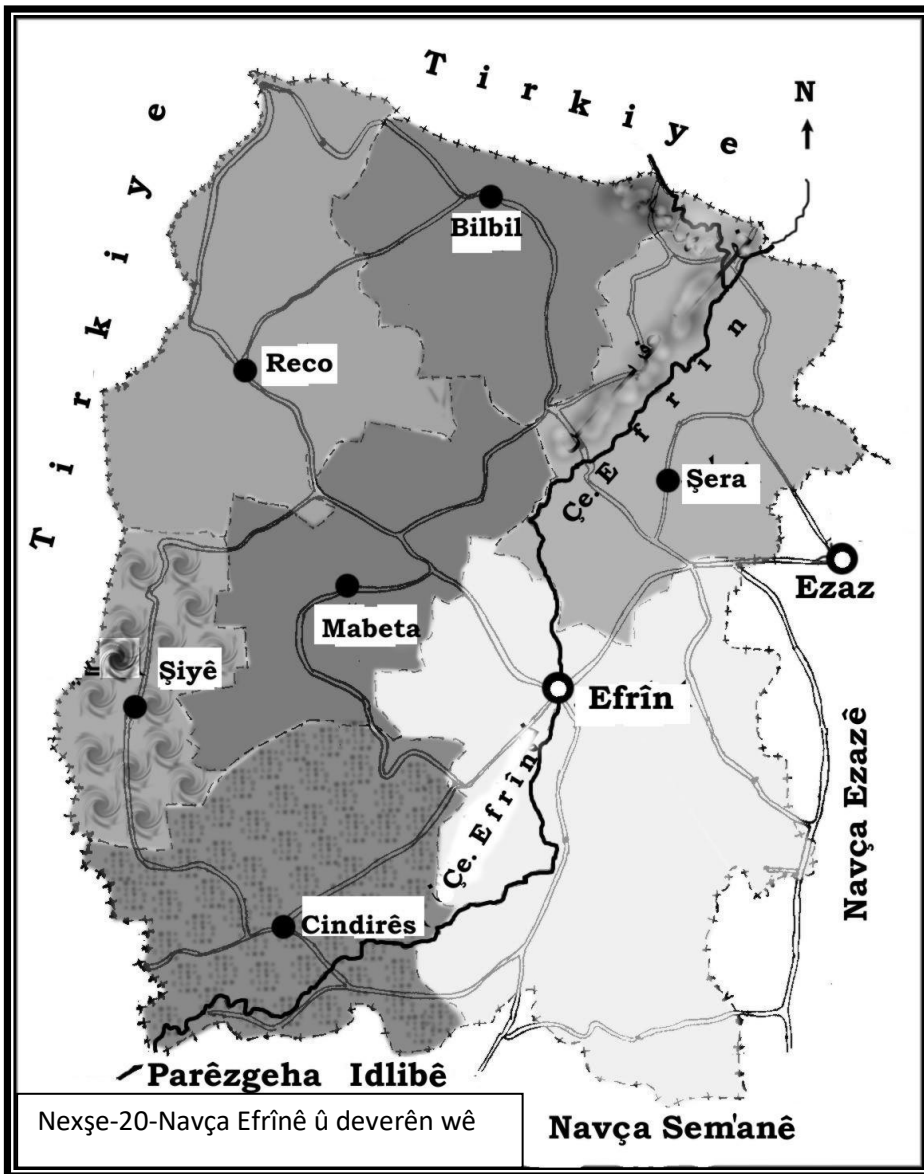 Tirkiye
N
Tirkiye
Bilbil
Reco
Çe. Efrîn
Şera
Ezaz
Mabeta
Şiyê
Efrîn
Çe. Efrîn
Navça Ezazê
Cindirês
Parêzgeha Idlibê
Nexşe-20-Navça Efrînê û deverên wê
Navça Sem'anê